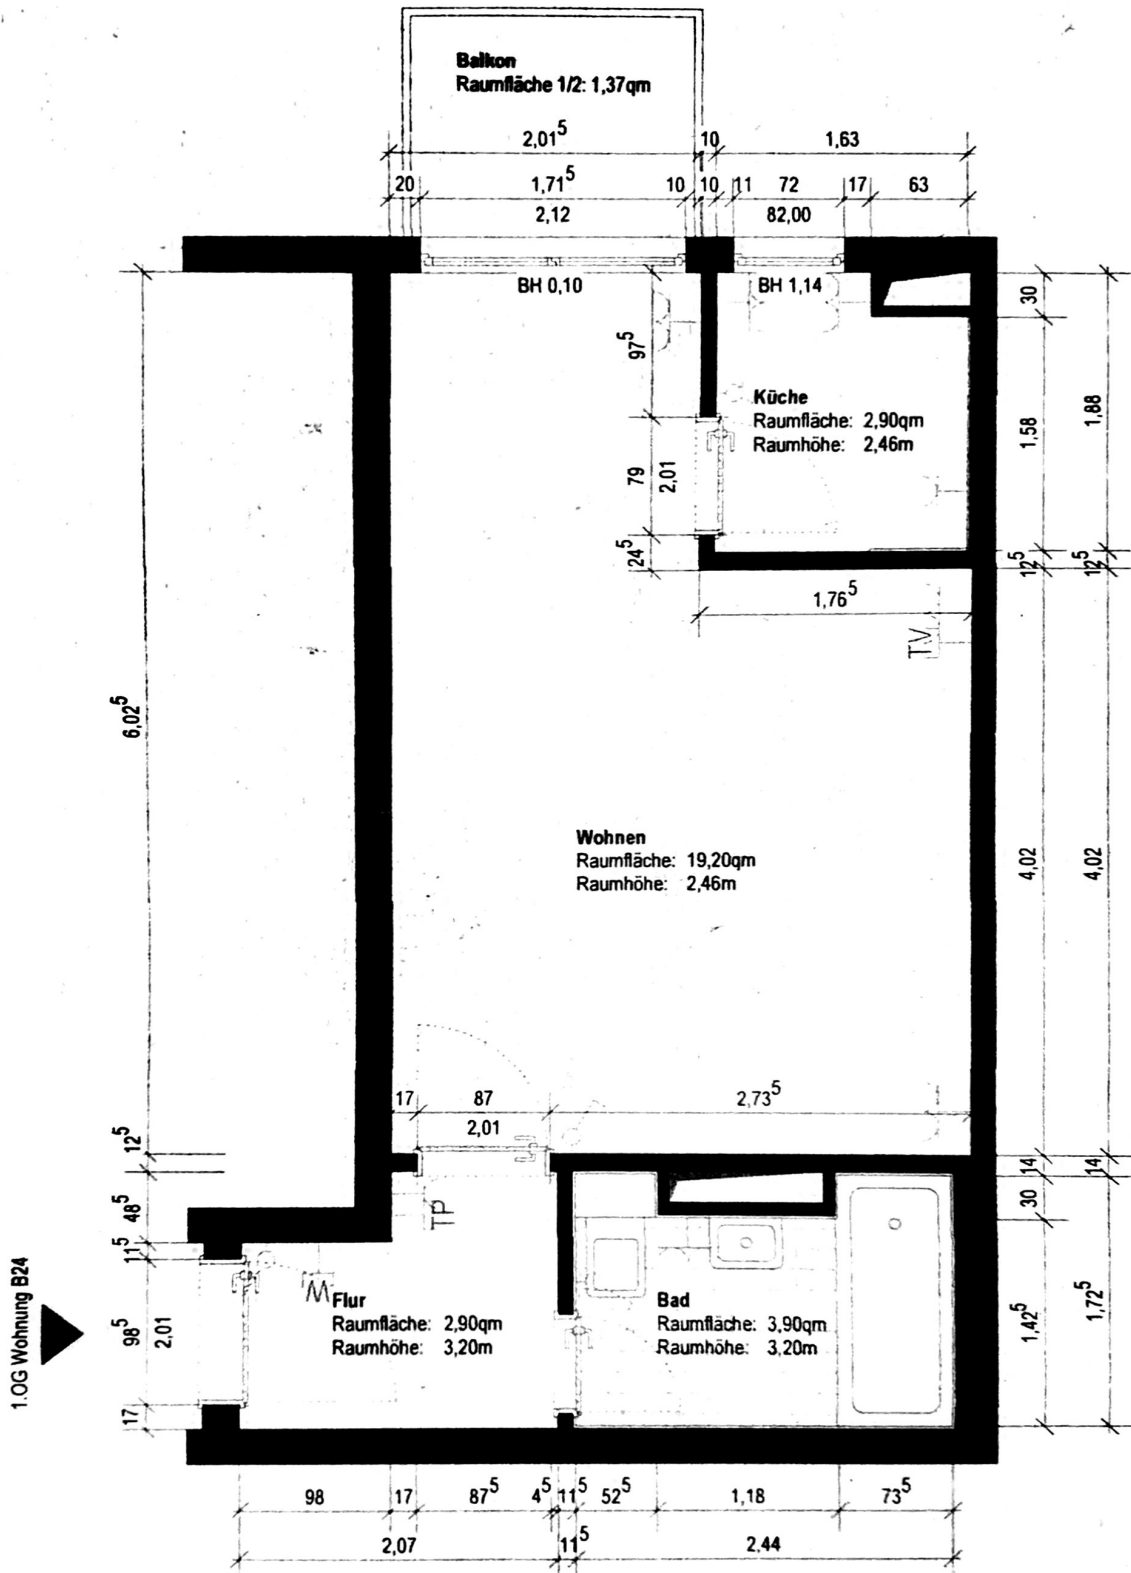 Balkon
Raumfläche 1/2: 1,37qm
2,01⁵
10
1,63
20
1,71⁵
10
10
11
72
17
63
2,12
82,00
BH 0,10
BH 1,14
30
97⁵
Küche
Raumfläche: 2,90qm
Raumhöhe: 2,46m
1,58
1,88
79
2,01
24⁵
12⁵
12⁵
1,76⁵
TV
6,02⁵
Wohnen
Raumfläche: 19,20qm
Raumhöhe: 2,46m
4,02
4,02
17
87
2,73⁵
2,01
12⁵
14
14
48⁵
TP
30
11⁵
1.OG Wohnung B24
98⁵
2,01
M
Flur
Raumfläche: 2,90qm
Raumhöhe: 3,20m
Bad
Raumfläche: 3,90qm
Raumhöhe: 3,20m
1,42⁵
1,72⁵
17
98
17
87⁵
4⁵
11⁵
52⁵
1,18
73⁵
2,07
11⁵
2,44